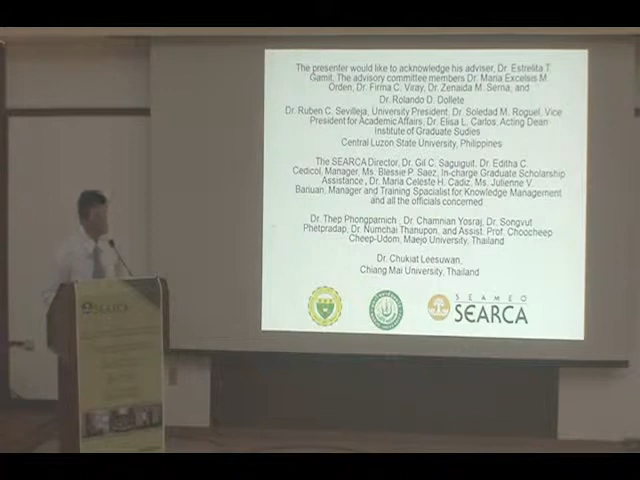 The presenter would like to acknowledge his adviser, Dr. Estrelita T.
Gamit. The advisory committee members Dr. Maria Excelsis M.
Orden, Dr. Firma C. Viray, Dr. Zenaida M. Serna, and
Dr. Rolando D. Dollete
Dr. Ruben C. Sevilleja, University President, Dr. Soledad M. Roguel, Vice
President for Academic Affairs, Dr. Elisa L. Carlos, Acting Dean
Institute of Graduate Sudies
Central Luzon State University, Philippines
The SEARCA Director, Dr. Gil C. Saguiguit, Dr. Editha C.
Cedicol, Manager, Ms. Blessie P. Saez, In-charge Graduate Scholarship
Assistance, Dr. Maria Celeste H. Cadiz, Ms. Julienne V.
Bariuan, Manager and Training Spacialist for Knowledge Management
and all the officials concerned
Dr. Thep Phongparnich , Dr. Chamnian Yosraj, Dr. Songvut
Phetpradap, Dr. Numchai Thanupon, and Assist. Prof. Choocheep
Cheep-Udom, Maejo University, Thailand
Dr. Chukiat Leesuwan,
Chiang Mai University, Thailand
SEAMEO
SEARCA
SEARCA